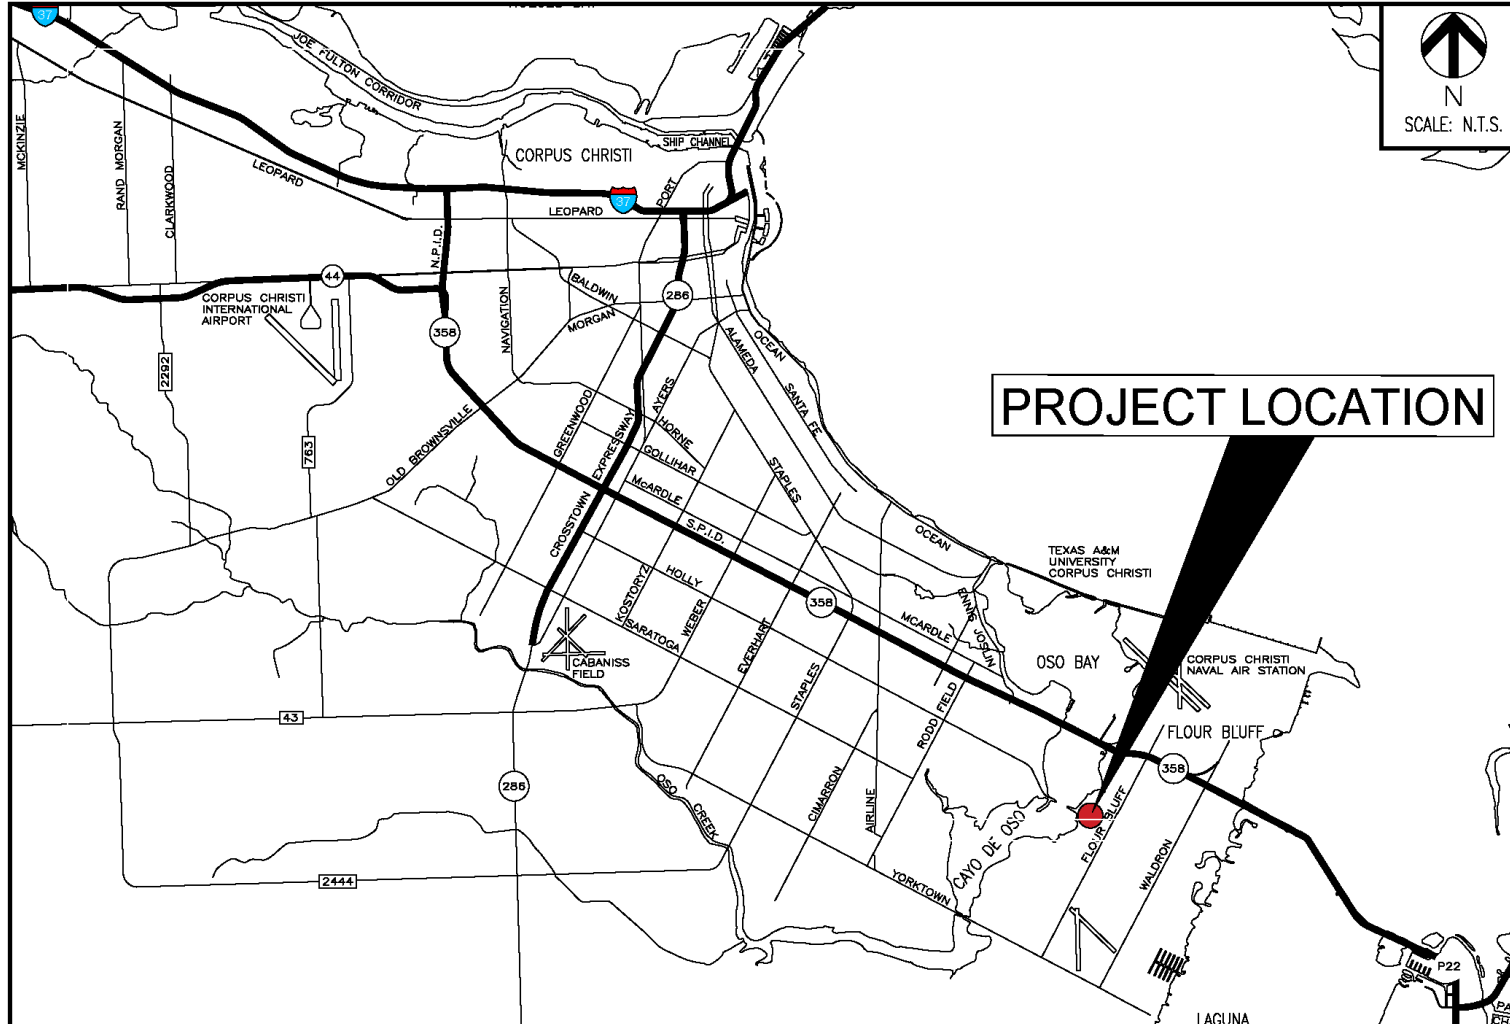 37
JOE FULTON CORRIDOR
N
SCALE: N.T.S.
MCKINZIE
RAND MORGAN
CLARKWOOD
LEOPARD
CORPUS CHRISTI
SHIP CHANNEL
PORT
37
LEOPARD
N.P.I.D.
44
CORPUS CHRISTI
INTERNATIONAL
AIRPORT
BALDWIN
286
NAVIGATION
MORGAN
358
ALAMEDA
OCEAN
2292
SANTA FE
AYERS
PROJECT LOCATION
GREENWOOD
OLD BROWNSVILLE
763
HORNE
GOLLIHAR
CROSSTOWN EXPRESSWAY
McARDLE
STAPLES
S.P.I.D.
OCEAN
TEXAS A&M
UNIVERSITY
CORPUS CHRISTI
KOSTORYZ
HOLLY
WEBER
358
ENNIS JOSLIN
SARATOGA
EVERHART
MCARDLE
CABANISS
FIELD
OSO BAY
CORPUS CHRISTI
NAVAL AIR STATION
STAPLES
RODD FIELD
43
FLOUR BLUFF
358
286
OSO CREEK
CIMARRON
AIRLINE
CAYO DE OSO
FLOUR BLUFF
WALDRON
2444
YORKTOWN
P22
LAGUNA